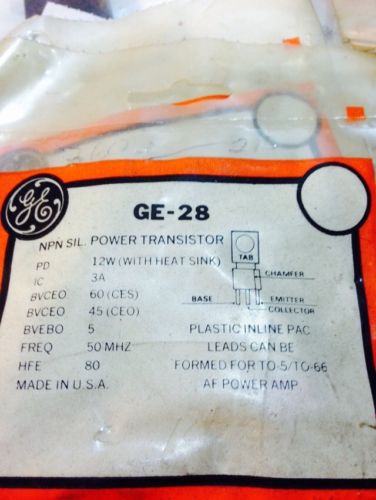 GE
GE-28
NPN SIL. POWER TRANSISTOR
PD 12W (WITH HEAT SINK)
IC 3A
BVCEO 60 (CES)
BVCEO 45 (CEO)
BVEBO 5
FREQ 50 MHZ
HFE 80
MADE IN U.S.A.
TAB
CHAMFER
BASE EMITTER
COLLECTOR
PLASTIC INLINE PAC
LEADS CAN BE
FORMED FOR TO-5/TO-66
AF POWER AMP